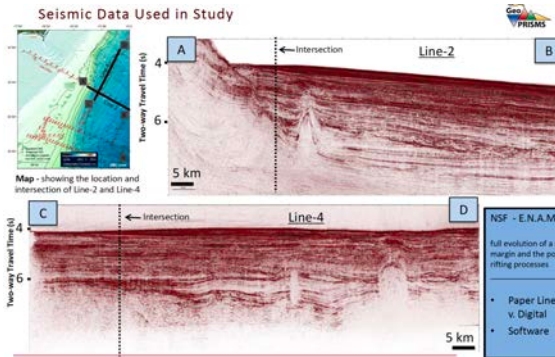 Seismic Data Used in Study
Geo
PRISMS
A
Intersection
Line-2
B
Two-way Travel Time (s)
4
6
5 km
Map - showing the location and
intersection of Line-2 and Line-4
C
Intersection
Line-4
D
Two-way Travel Time (s)
4
6
5 km
NSF - E.N.A.M
full evolution of a
margin and the po
rifting processes
• Paper Line
v. Digital
• Software